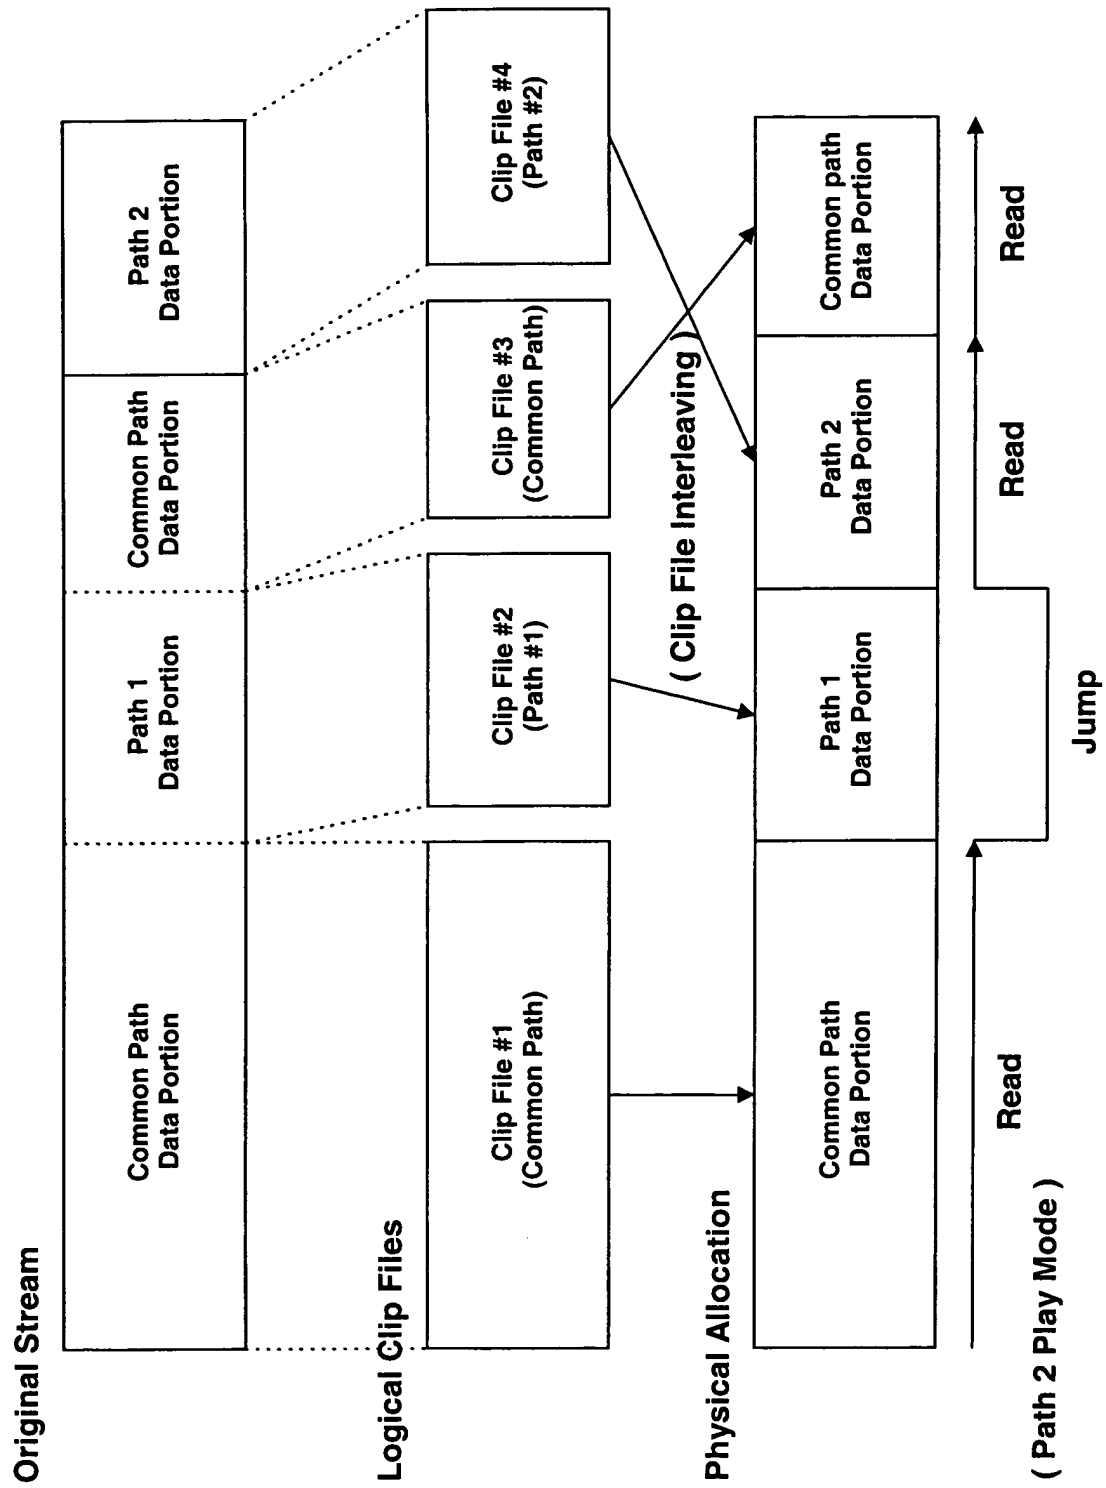 Original Stream
Common Path
Data Portion
Path 1
Data Portion
Common Path
Data Portion
Path 2
Data Portion
Logical Clip Files
Clip File #1
(Common Path)
Clip File #2
(Path #1)
Clip File #3
(Common Path)
Clip File #4
(Path #2)
( Clip File Interleaving )
Physical Allocation
Common Path
Data Portion
Path 1
Data Portion
Path 2
Data Portion
Common path
Data Portion
Read
Jump
Read
Read
( Path 2 Play Mode )